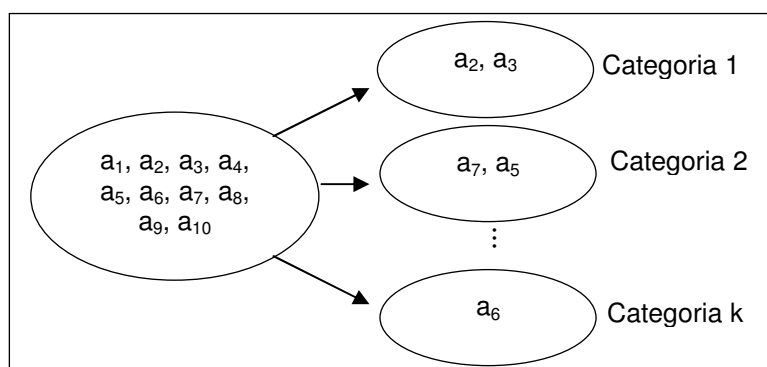 a₂, a₃
Categoria 1
a₁, a₂, a₃, a₄,
a₅, a₆, a₇, a₈,
a₉, a₁₀
a₇, a₅
Categoria 2
⋮
a₆
Categoria k